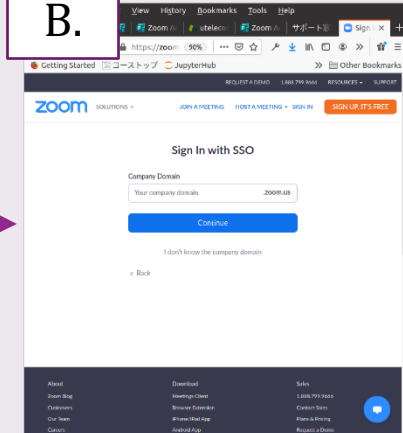 B.
View History Bookmarks Tools Help
Zoom utelecon Zoom サポート Sign
https://zoom 90%
Getting Started コーストップ JupyterHub Other Bookmarks
REQUEST A DEMO 1.888.799.9666 RESOURCES SUPPORT
zoom SOLUTIONS JOIN A MEETING HOST A MEETING SIGN IN SIGN UP, IT'S FREE
Sign In with SSO
Company Domain
Your company domain .zoom.us
Continue
I don't know the company domain
< Back
About Download Sales
Zoom Blog Meetings Client 1.888.799.9666
Customers Browser Extension Contact Sales
Our Team iPhone/iPad App Plans & Pricing
Careers Android App Request a Demo